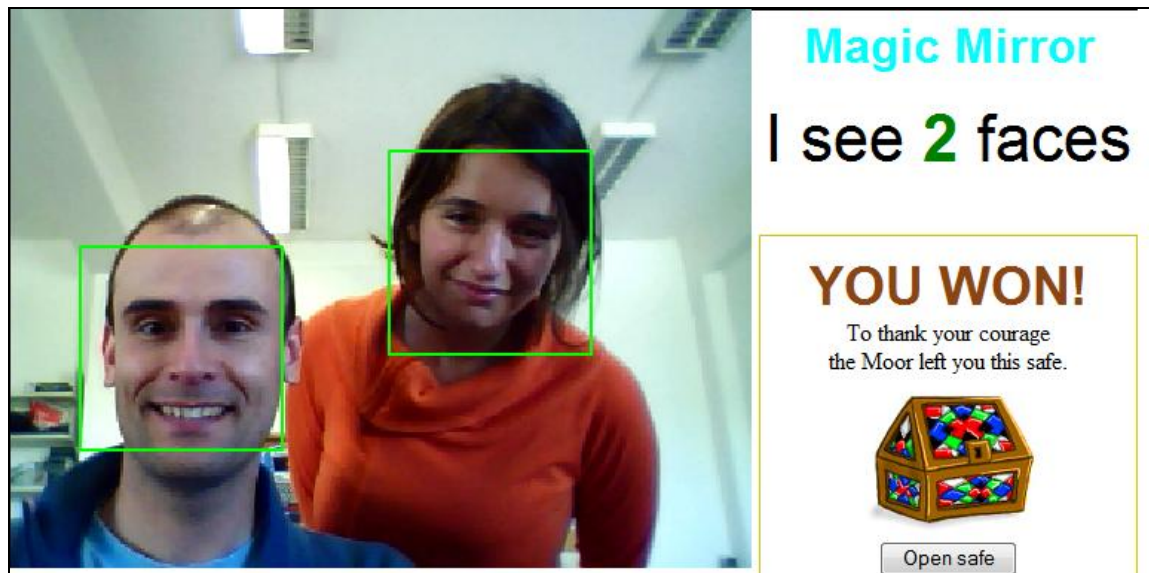 Magic Mirror
I see 2 faces
YOU WON!
To thank your courage
the Moor left you this safe.
Open safe